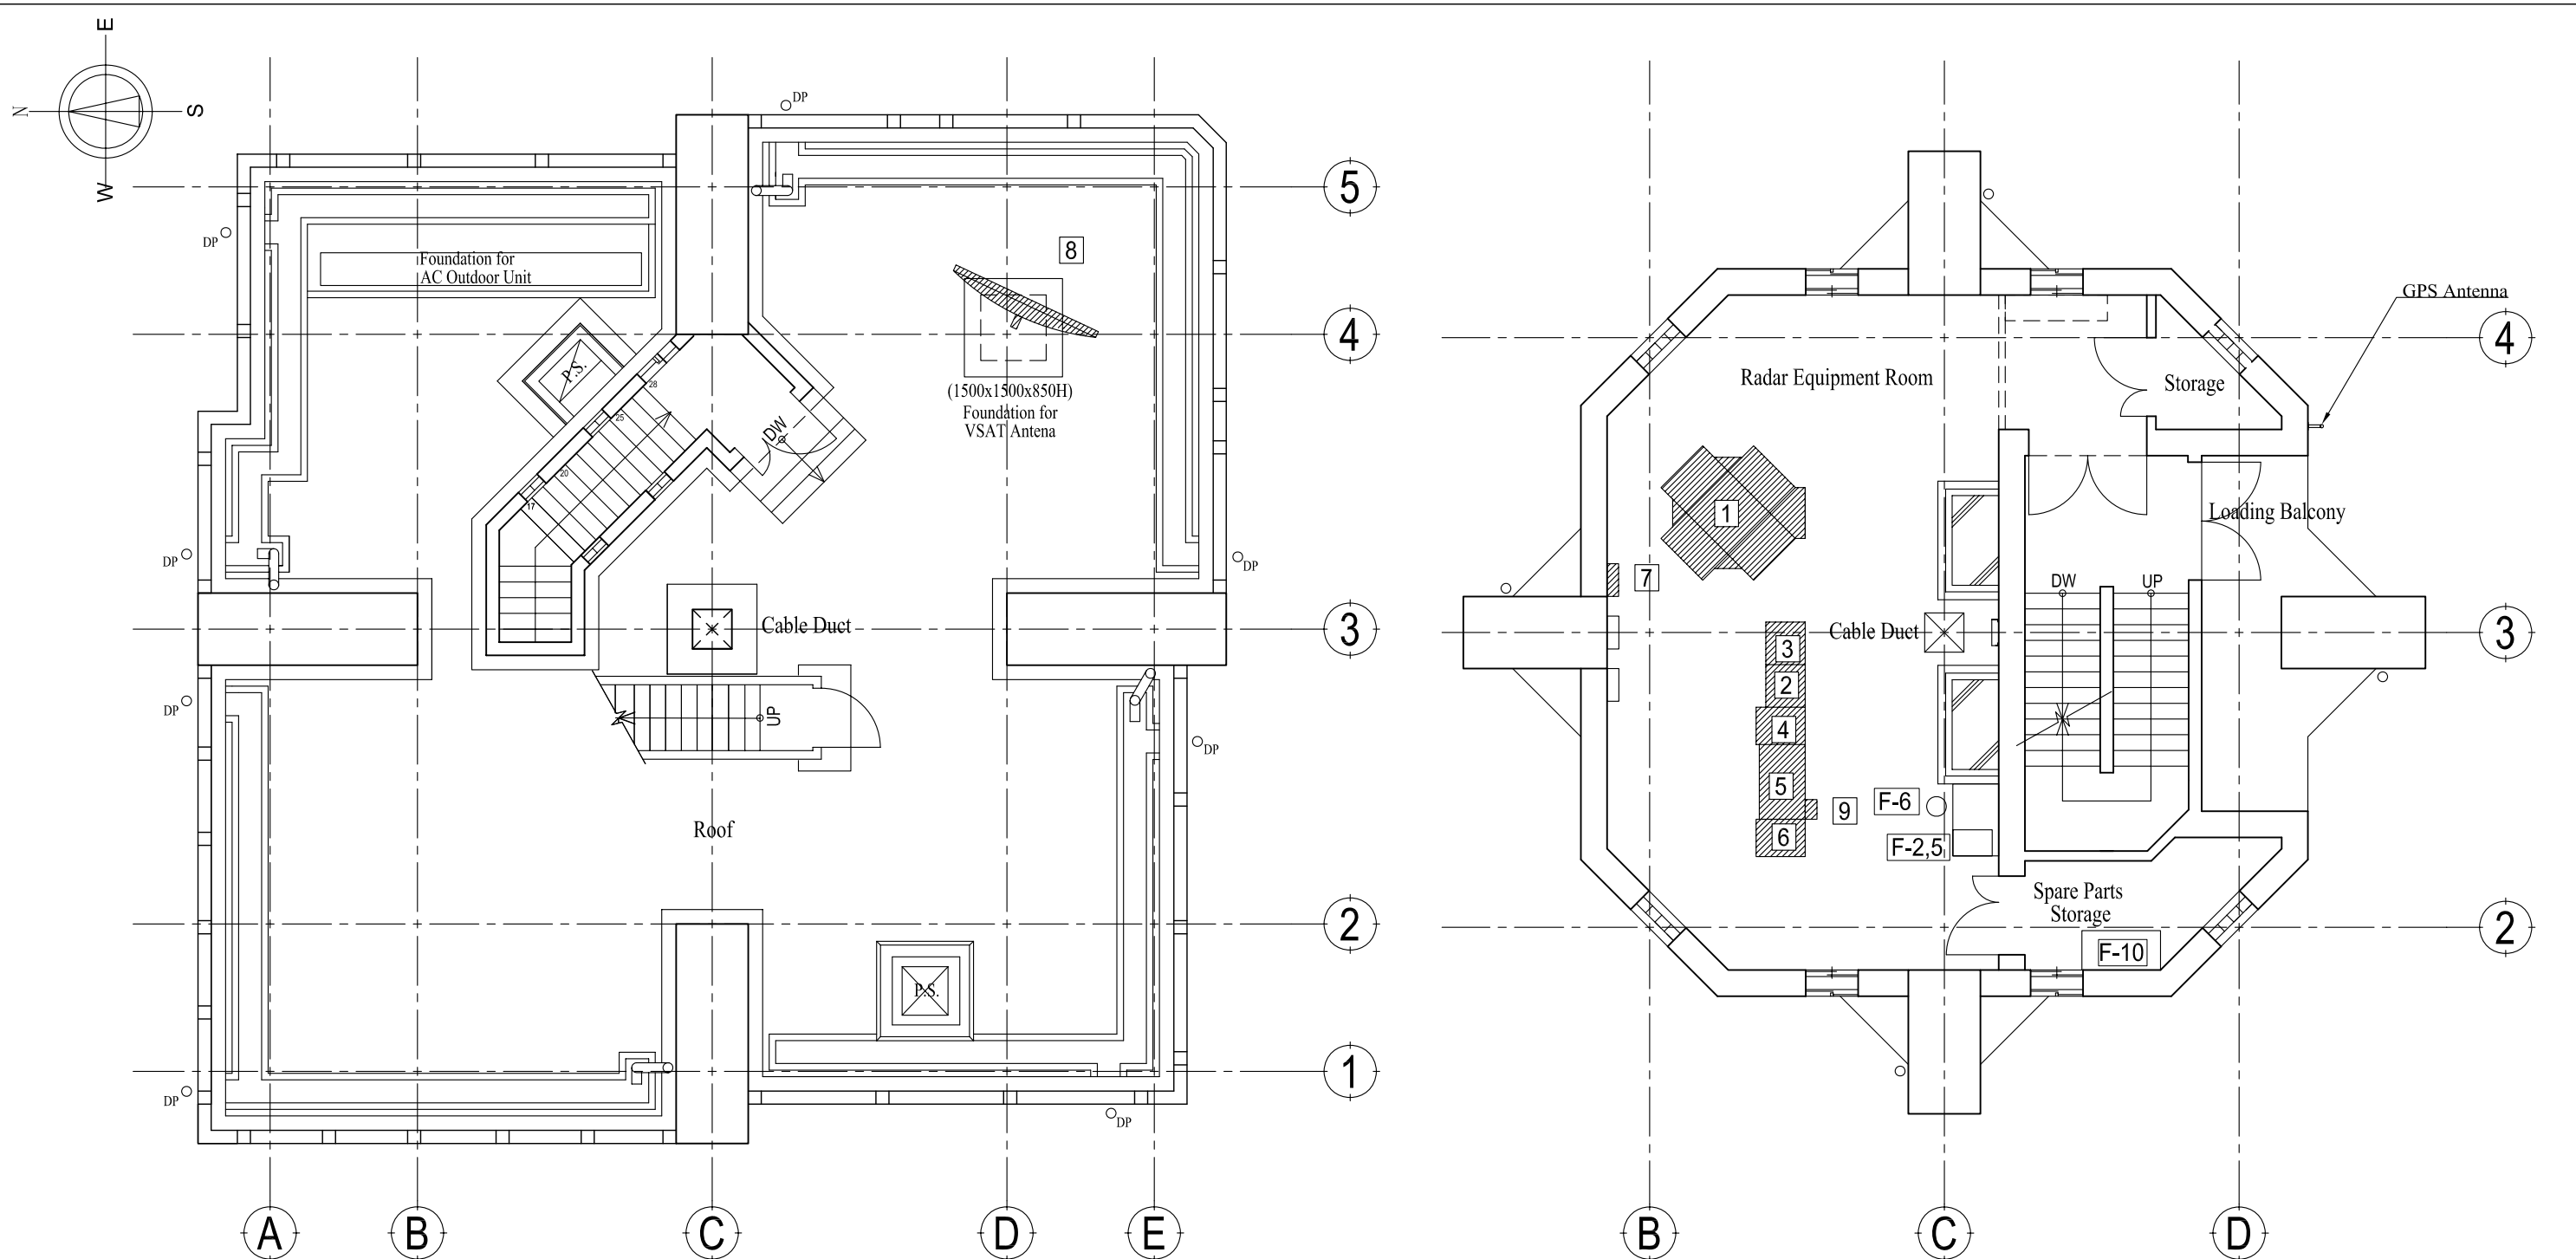 E
N
S
W
DP
DP
5
Foundation for
AC Outdoor Unit
8
4
P.S.
28
25
20
17
(1500x1500x850H)
Foundation for
VSAT Antena
DW
DP
DP
3
Cable Duct
UP
DP
DP
Roof
2
P.S.
1
DP
DP
A
B
C
D
E
GPS Antenna
4
Radar Equipment Room
Storage
1
Loading Balcony
7
DW
UP
3
Cable Duct
3
2
4
5
9
F-6
6
F-2,5
Spare Parts
Storage
2
F-10
B
C
D